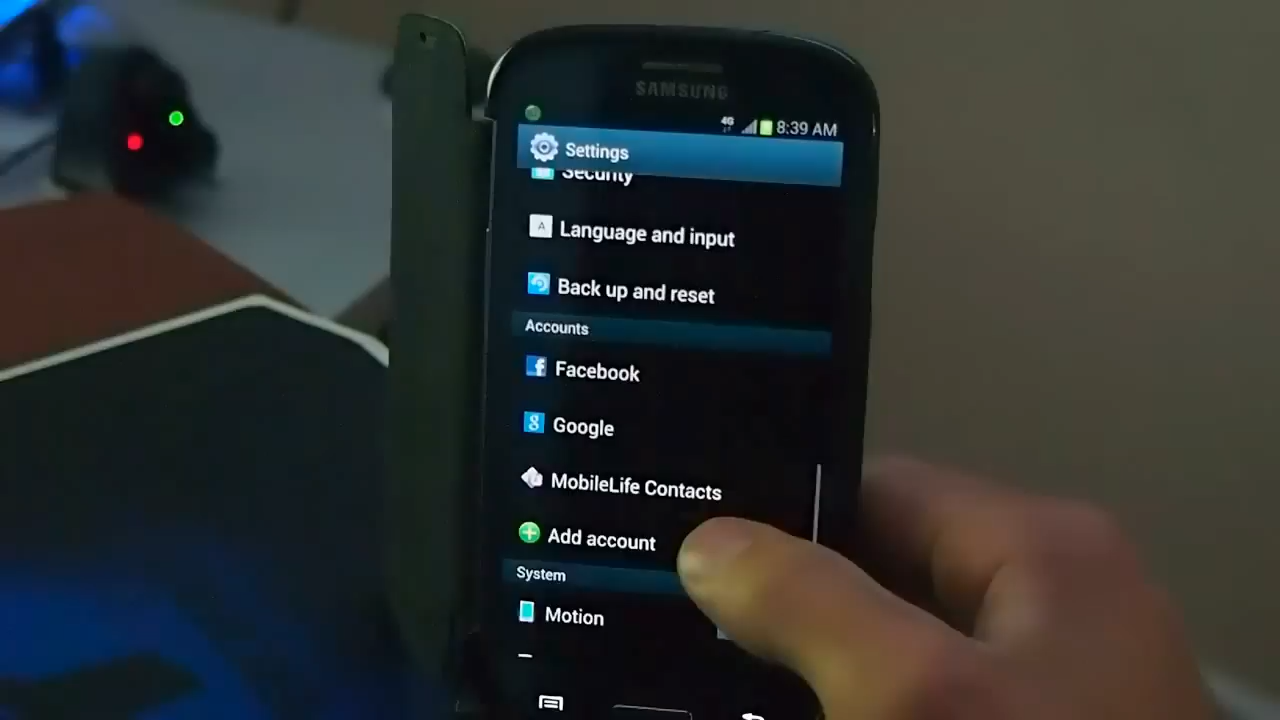 SAMSUNG
4G 8:39 AM
Settings
Security
Language and input
Back up and reset
Accounts
Facebook
Google
MobileLife Contacts
Add account
System
Motion